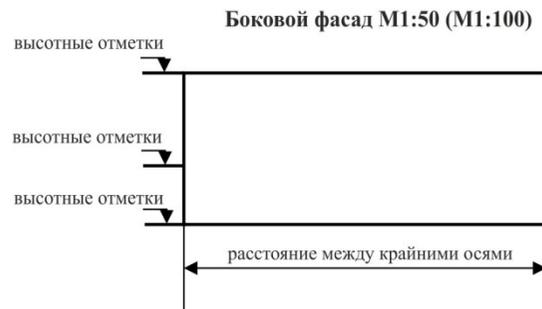 Боковой фасад М1:50 (М1:100)
высотные отметки
высотные отметки
высотные отметки
расстояние между крайними осями